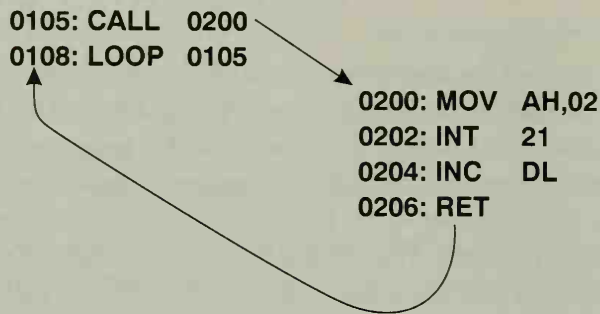 0105: CALL 0200
0108: LOOP 0105
0200: MOV AH,02
0202: INT 21
0204: INC DL
0206: RET